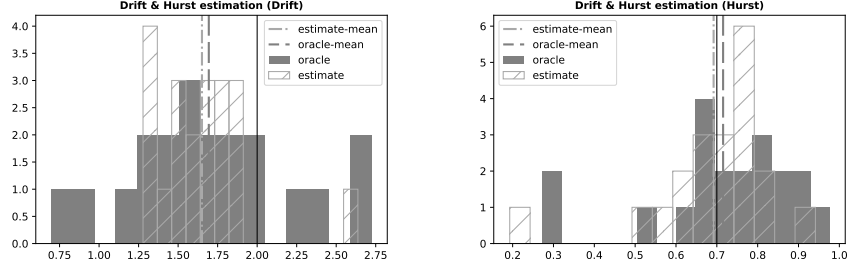 Drift & Hurst estimation (Drift)
estimate-mean
oracle-mean
oracle
estimate
4.0
3.5
3.0
2.5
2.0
1.5
1.0
0.5
0.0
0.75 1.00 1.25 1.50 1.75 2.00 2.25 2.50 2.75
Drift & Hurst estimation (Hurst)
estimate-mean
oracle-mean
oracle
estimate
6
5
4
3
2
1
0
0.2 0.3 0.4 0.5 0.6 0.7 0.8 0.9 1.0